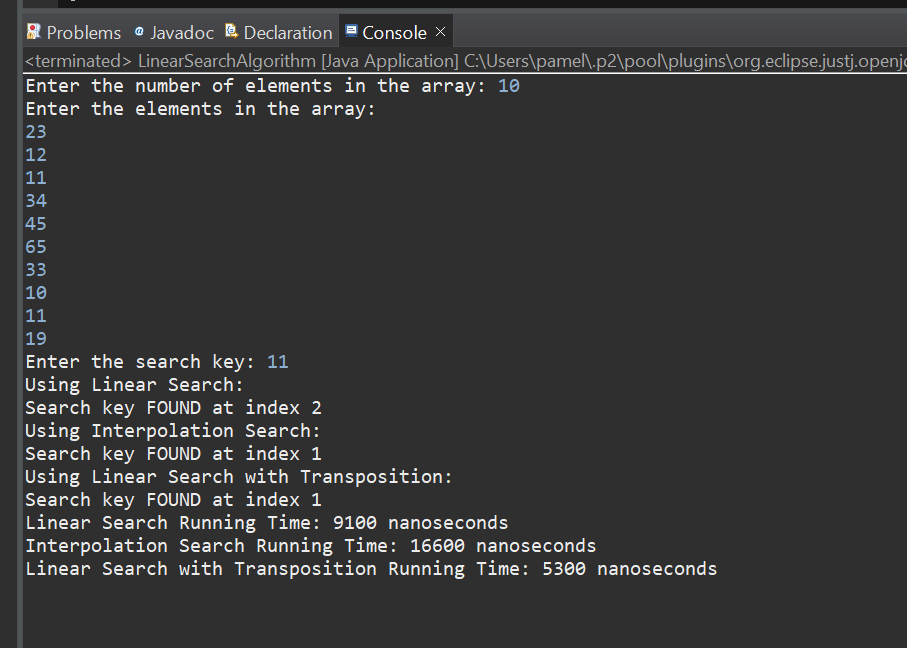 Problems Javadoc Declaration Console
<terminated> LinearSearchAlgorithm [Java Application] C:\Users\pamel\.p2\pool\plugins\org.eclipse.justj.openj
Enter the number of elements in the array: 10
Enter the elements in the array:
23
12
11
34
45
65
33
10
11
19
Enter the search key: 11
Using Linear Search:
Search key FOUND at index 2
Using Interpolation Search:
Search key FOUND at index 1
Using Linear Search with Transposition:
Search key FOUND at index 1
Linear Search Running Time: 9100 nanoseconds
Interpolation Search Running Time: 16600 nanoseconds
Linear Search with Transposition Running Time: 5300 nanoseconds